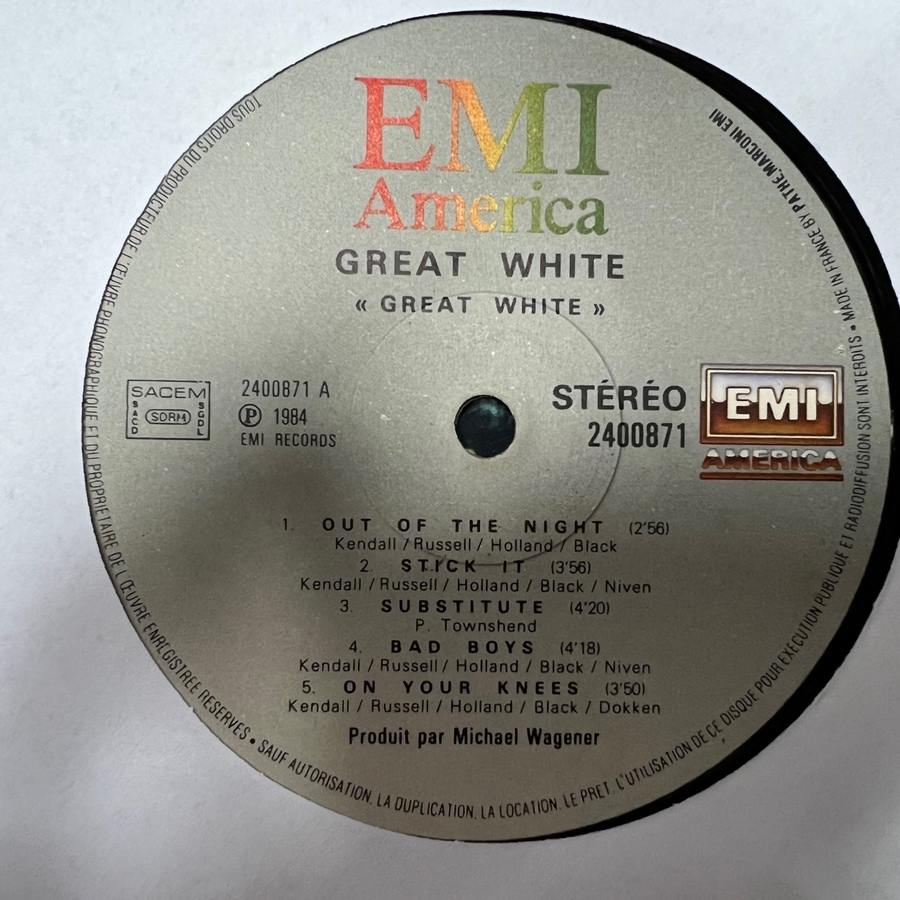 EMI
America
GREAT WHITE
« GREAT WHITE »
SACEM
SACD
SDRM
SGDL
2400871 A
Ⓟ 1984
EMI RECORDS
STÉRÉO
2400871
EMI
AMERICA
1. OUT OF THE NIGHT (2'56)
Kendall / Russell / Holland / Black
2. STICK IT (3'56)
Kendall / Russell / Holland / Black / Niven
3. SUBSTITUTE (4'20)
P. Townshend
4. BAD BOYS (4'18)
Kendall / Russell / Holland / Black / Niven
5. ON YOUR KNEES (3'50)
Kendall / Russell / Holland / Black / Dokken
Produit par Michael Wagener
TOUS DROITS DU PRODUCTEUR DE L'ŒUVRE PHONOGRAPHIQUE ET DU PROPRIETAIRE DE L'ŒUVRE ENREGISTREE RESERVES • SAUF AUTORISATION, LA DUPLICATION, LA LOCATION, LE PRET, L'UTILISATION DE CE DISQUE POUR EXECUTION PUBLIQUE ET RADIODIFFUSION SONT INTERDITS • MADE IN FRANCE BY PATHE MARCONI EMI